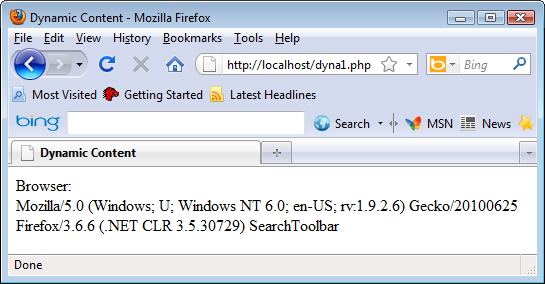 Dynamic Content - Mozilla Firefox
File Edit View History Bookmarks Tools Help
http://localhost/dyna1.php Bing
Most Visited Getting Started Latest Headlines
bing Search MSN News
Dynamic Content
Browser:
Mozilla/5.0 (Windows; U; Windows NT 6.0; en-US; rv:1.9.2.6) Gecko/20100625
Firefox/3.6.6 (.NET CLR 3.5.30729) SearchToolbar
Done